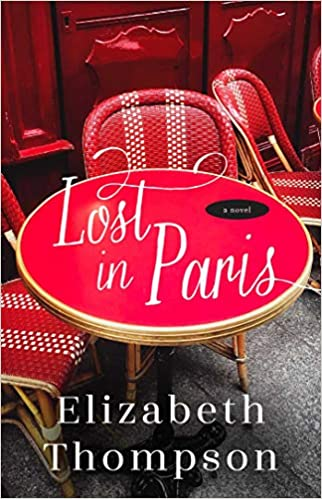 Lost
a novel
in Paris
Elizabeth
Thompson